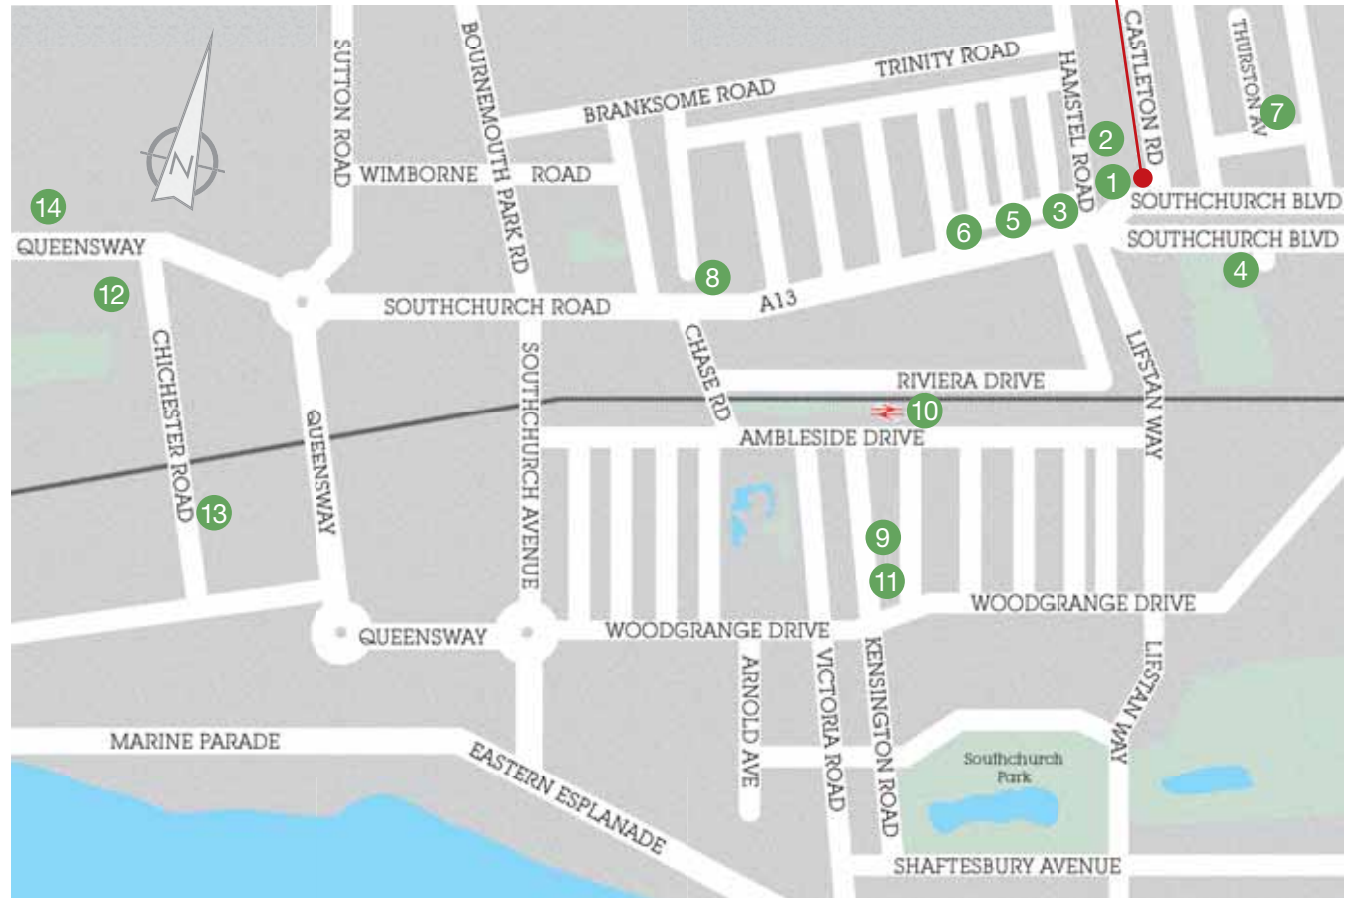 SUTTON ROAD
BOURNEMOUTH PARK RD
BRANKSOME ROAD
TRINITY ROAD
HAMSTEL ROAD
CASTLETON RD
THURSTON AV
7
2
1
N
WIMBORNE ROAD
SOUTHCHURCH BLVD
14
3
5
6
QUEENSWAY
SOUTHCHURCH BLVD
4
12
8
SOUTHCHURCH ROAD
A13
CHICHESTER ROAD
QUEENSWAY
SOUTHCHURCH AVENUE
CHASE RD
RIVIERA DRIVE
LIFSTAN WAY
10
AMBLESIDE DRIVE
13
9
11
WOODGRANGE DRIVE
QUEENSWAY
WOODGRANGE DRIVE
ARNOLD AVE
VICTORIA ROAD
KENSINGTON ROAD
LIFSTAN WAY
MARINE PARADE
EASTERN ESPLANADE
Southchurch
Park
SHAFTESBURY AVENUE